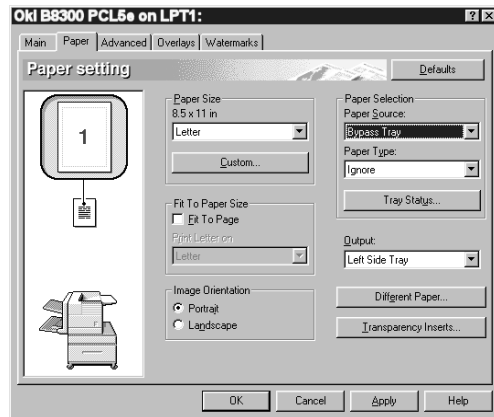 Oki B8300 PCL5e on LPT1:
Main Paper Advanced Overlays Watermarks
Paper setting
Defaults
1
Paper Size
8.5 x 11 in
Letter
Custom...
Fit To Paper Size
Fit To Page
Print Letter on
Letter
Image Orientation
Portrait
Landscape
Paper Selection
Paper Source:
Bypass Tray
Paper Type:
Ignore
Tray Status...
Output:
Left Side Tray
Different Paper...
Transparency Inserts...
OK Cancel Apply Help